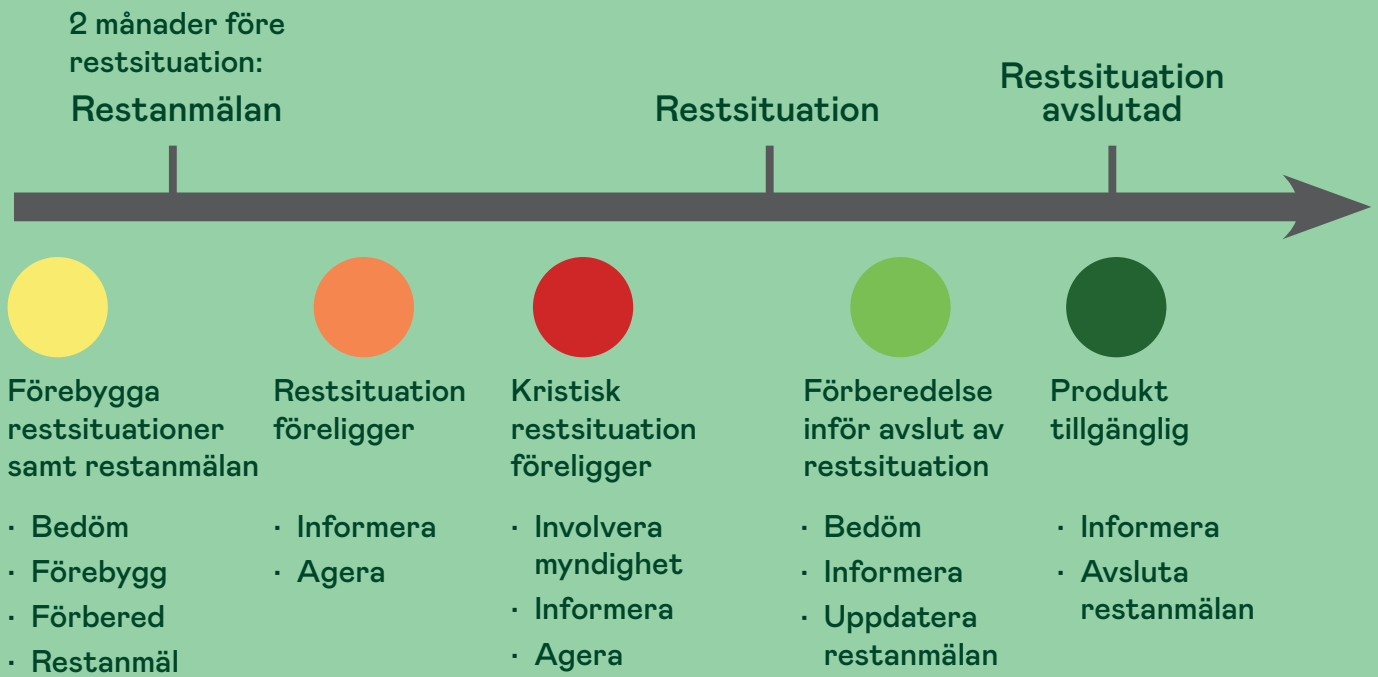 2 månader före
restsituation:
Restanmälan
Restsituation
Restsituation
avslutad
Förebygga
restsituationer
samt restanmälan
· Bedöm
· Förebygg
· Förbered
· Restanmäl
Restsituation
föreligger
· Informera
· Agera
Kristisk
restsituation
föreligger
· Involvera
myndighet
· Informera
· Agera
Förberedelse
inför avslut av
restsituation
· Bedöm
· Informera
· Uppdatera
restanmälan
Produkt
tillgänglig
· Informera
· Avsluta
restanmälan